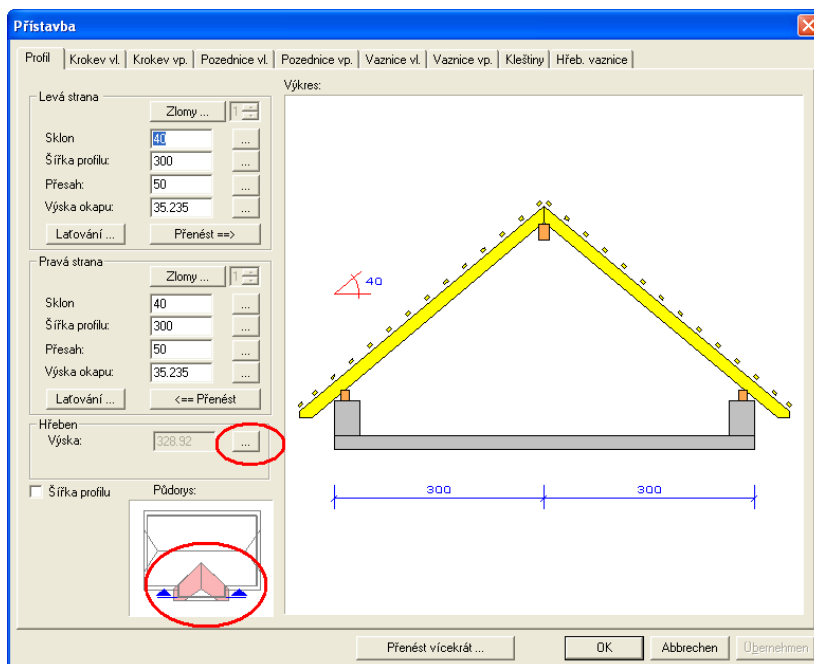 Přístavba
Profil Krokev vl. Krokev vp. Pozednice vl. Pozednice vp. Vaznice vl. Vaznice vp. Kleštiny Hřeb. vaznice
Levá strana
Zlomy ... 1
Sklon 40 ...
Šířka profilu: 300 ...
Přesah: 50 ...
Výska okapu: 35.235 ...
Laťování ... Přenést ==>
Pravá strana
Zlomy ... 1
Sklon 40 ...
Šířka profilu: 300 ...
Přesah: 50 ...
Výska okapu: 35.235 ...
Laťování ... <== Přenést
Hřeben
Výska: 328.92 ...
Šířka profilu
Půdorys:
Výkres:
40
300 300
Přenést vícekrát ... OK Abbrechen Übernehmen